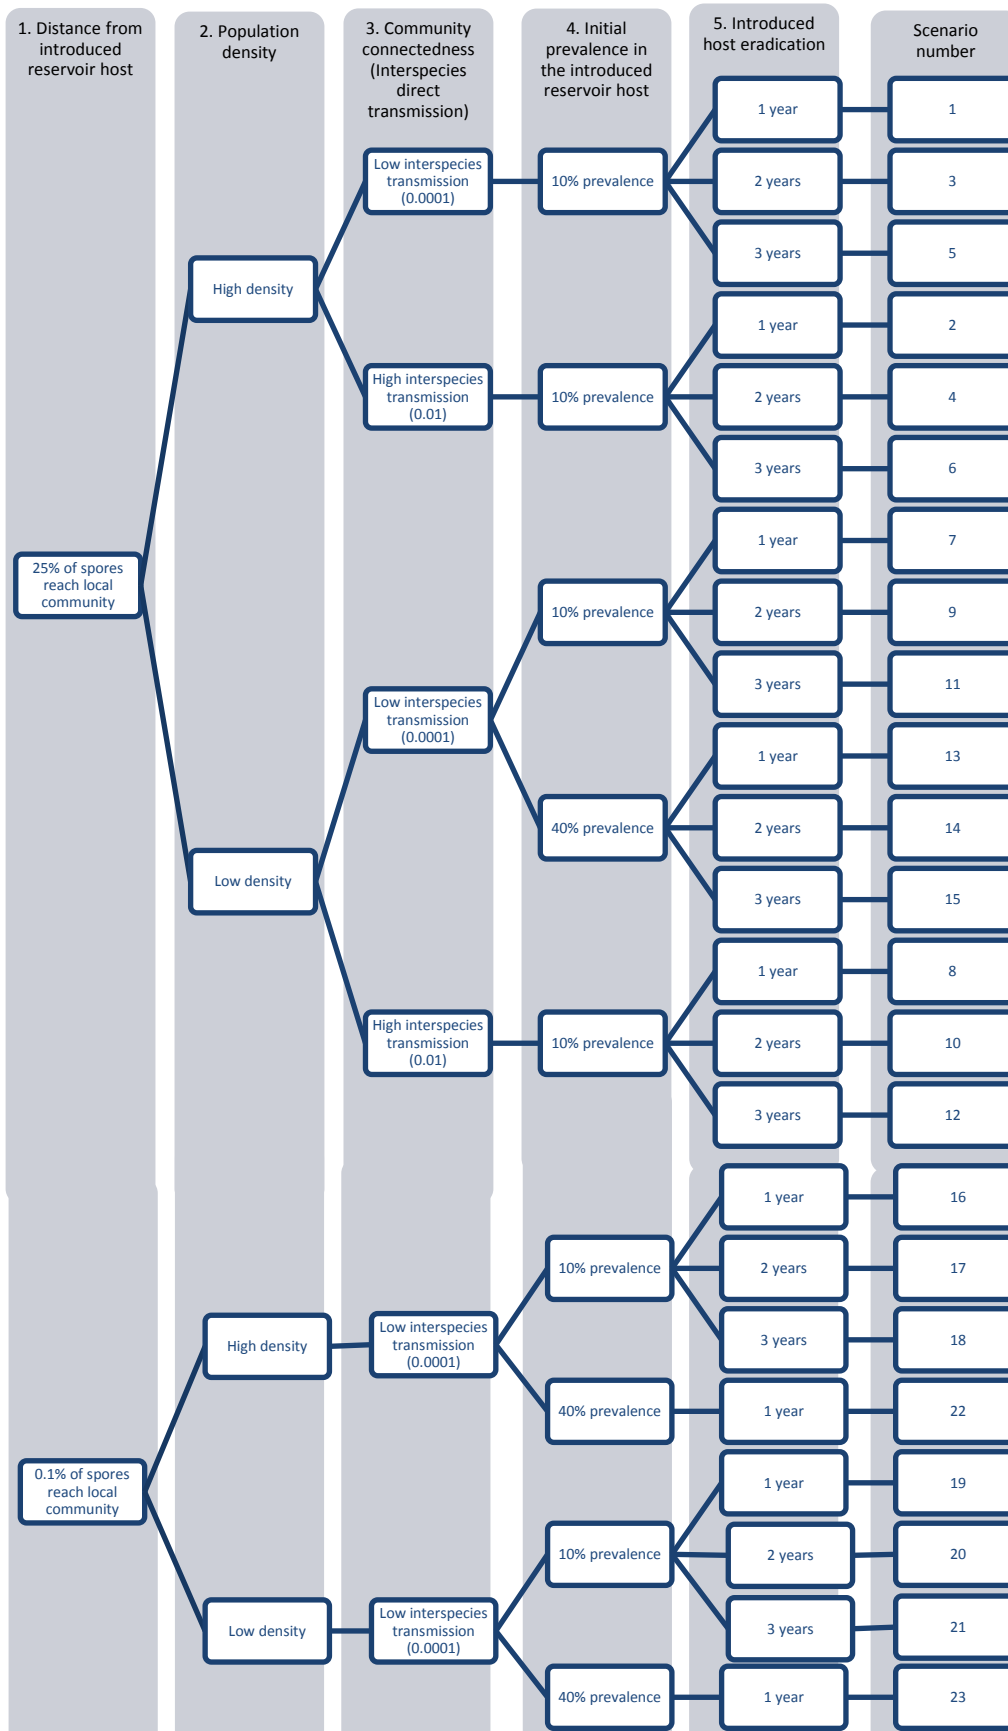 1. Distance from
introduced
reservoir host
2. Population
density
3. Community
connectedness
(Interspecies
direct
transmission)
4. Initial
prevalence in
the introduced
reservoir host
5. Introduced
host eradication
Scenario
number
25% of spores
reach local
community
High density
Low interspecies
transmission
(0.0001)
10% prevalence
1 year
1
2 years
3
3 years
5
High interspecies
transmission
(0.01)
10% prevalence
1 year
2
2 years
4
3 years
6
Low density
Low interspecies
transmission
(0.0001)
10% prevalence
1 year
7
2 years
9
3 years
11
40% prevalence
1 year
13
2 years
14
3 years
15
High interspecies
transmission
(0.01)
10% prevalence
1 year
8
2 years
10
3 years
12
0.1% of spores
reach local
community
High density
Low interspecies
transmission
(0.0001)
10% prevalence
1 year
16
2 years
17
3 years
18
40% prevalence
1 year
22
Low density
Low interspecies
transmission
(0.0001)
10% prevalence
1 year
19
2 years
20
3 years
21
40% prevalence
1 year
23